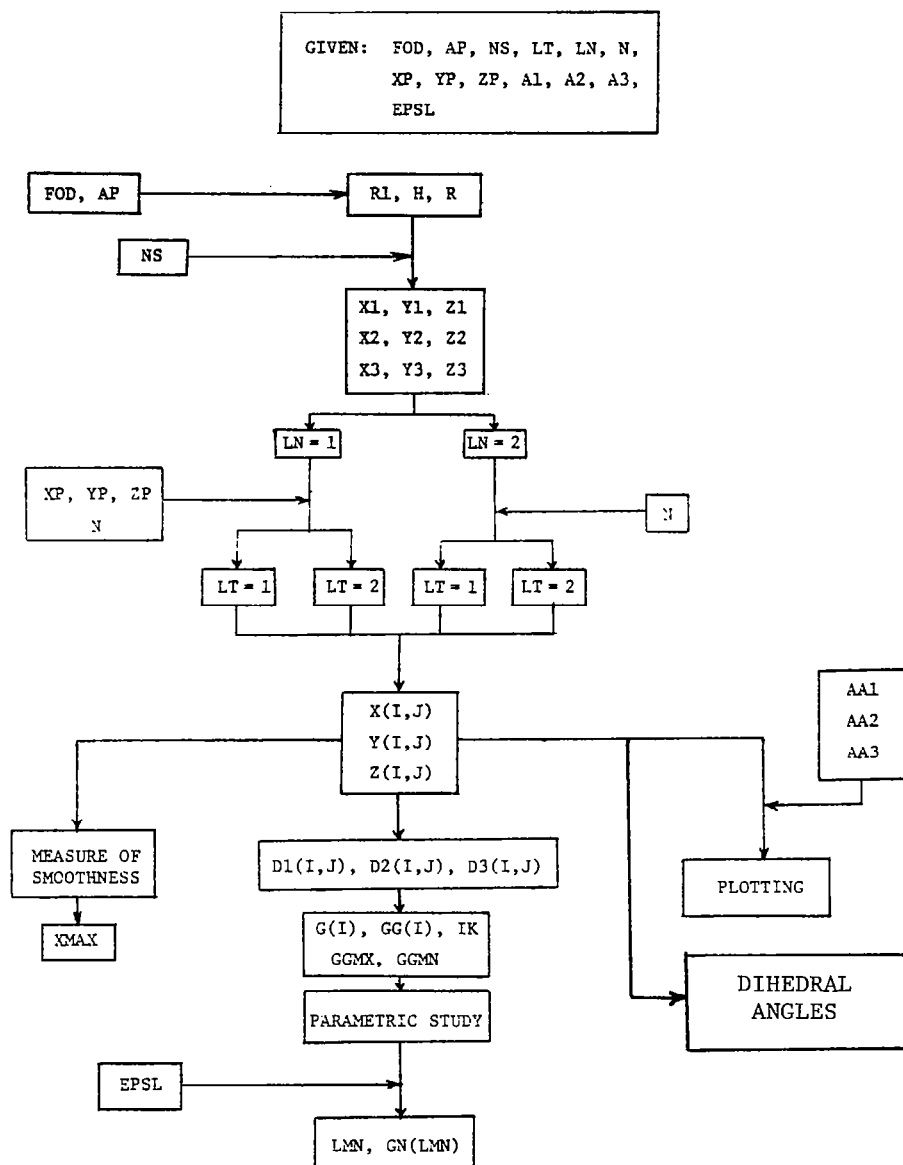 GIVEN: FOD, AP, NS, LT, LN, N,
XP, YP, ZP, A1, A2, A3,
EPSL
FOD, AP
R1, H, R
NS
X1, Y1, Z1
X2, Y2, Z2
X3, Y3, Z3
LN = 1
LN = 2
XP, YP, ZP
N
N
LT = 1
LT = 2
LT = 1
LT = 2
X(I,J)
Y(I,J)
Z(I,J)
AA1
AA2
AA3
MEASURE OF
SMOOTHNESS
D1(I,J), D2(I,J), D3(I,J)
PLOTTING
XMAX
G(I), GG(I), IK
GGMX, GGMN
DIHEDRAL
ANGLES
PARAMETRIC STUDY
EPSL
LMN, GN(LMN)